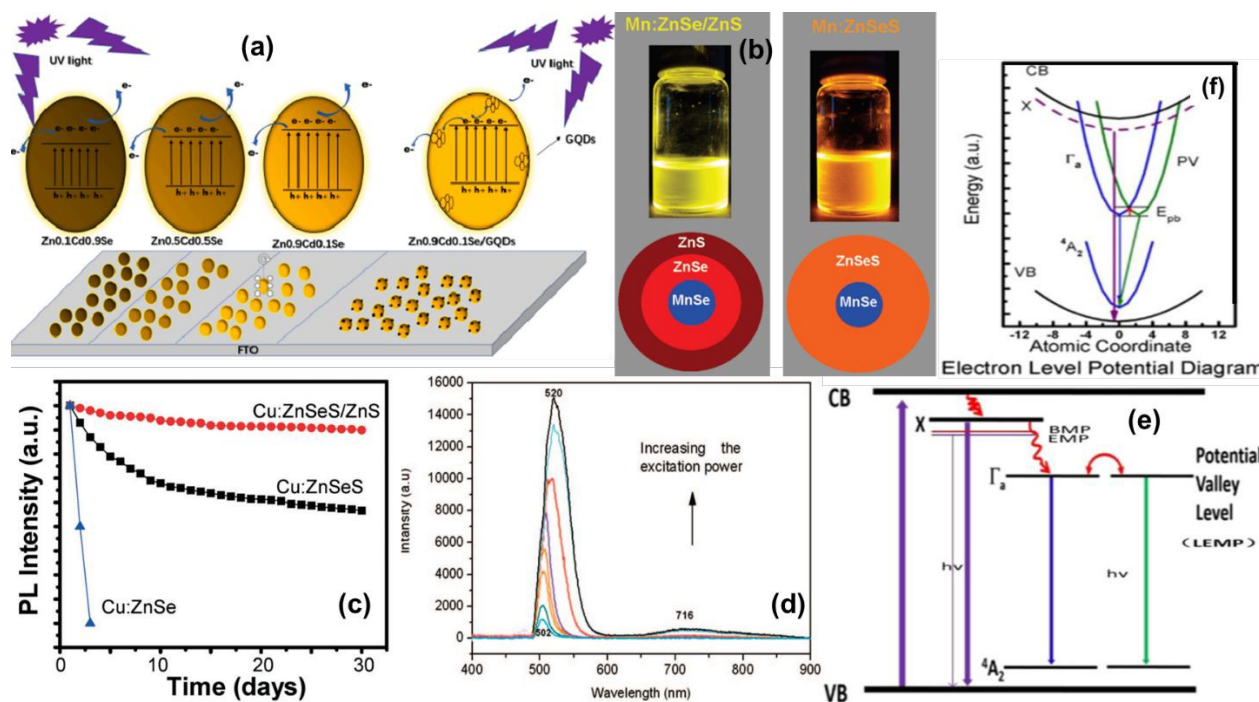 (a)
UV light
UV light
e-
e-
e-
e-
e-
e- e- e- e-
e- e- e- e-
e- e- e- e-
e- e- e- e-
e-
e-
e-
GQDs
h+ h+ h+ h+
h+ h+ h+ h+
h+ h+ h+ h+
h+ h+ h+ h+
Zn0.1Cd0.9Se
Zn0.5Cd0.5Se
Zn0.9Cd0.1Se
Zn0.9Cd0.1Se/GQDs
FTO
Mn:ZnSe/ZnS
(b)
Mn:ZnSeS
ZnS
ZnSe
MnSe
ZnSeS
MnSe
(f)
CB
X
Γa
PV
Epb
⁴A₂
VB
Energy (a.u.)
-12 -8 -4 0 4 8 12
Atomic Coordinate
Electron Level Potential Diagram
PL Intensity (a.u.)
Cu:ZnSeS/ZnS
Cu:ZnSeS
Cu:ZnSe
(c)
0 10 20 30
Time (days)
Intansity (a.u)
16000
14000
12000
10000
8000
6000
4000
2000
0
520
Increasing the
excitation power
502
716
(d)
400 500 600 700 800 900
Wavelength (nm)
CB
(e)
X
BMP
EMP
Γa
Potential
Valley
Level
(LEMP)
hν
hν
⁴A₂
VB